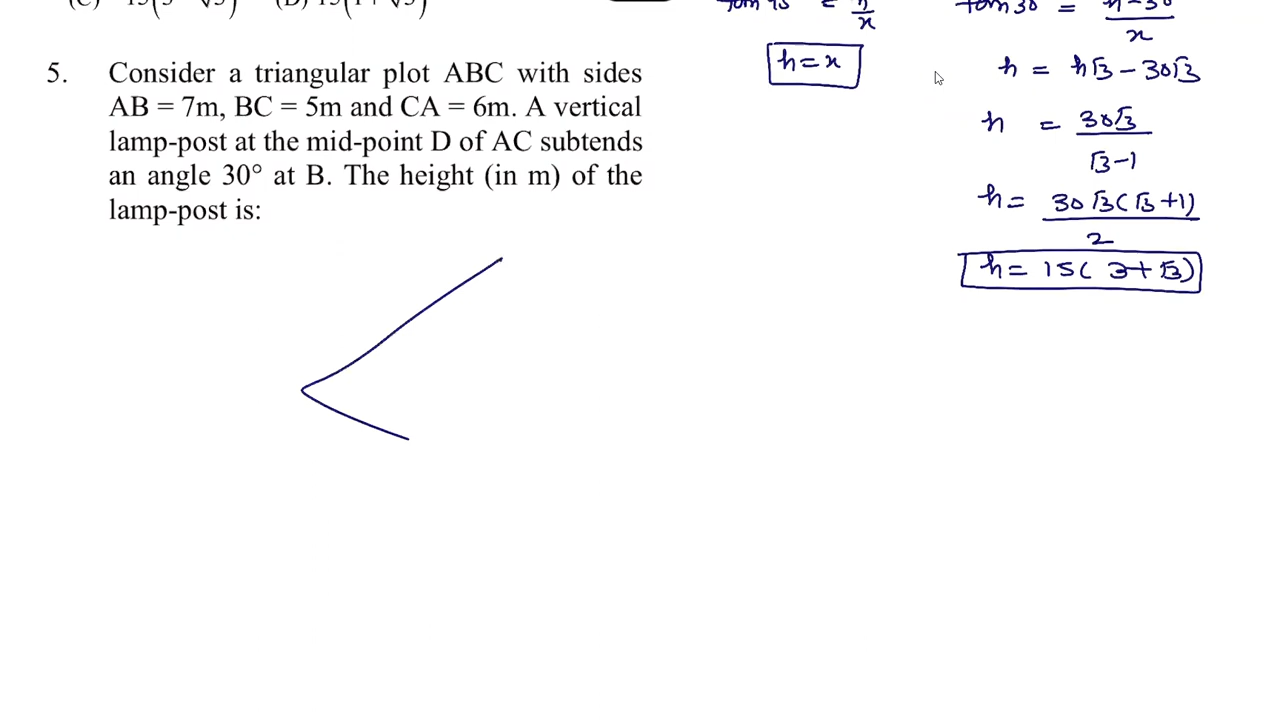 5. Consider a triangular plot ABC with sides
AB = 7m, BC = 5m and CA = 6m. A vertical
lamp-post at the mid-point D of AC subtends
an angle 30° at B. The height (in m) of the
lamp-post is:
h = x
h = h√3 – 30√3
h = 30√3 / √3-1
h = 30√3(√3+1) / 2
h = 15(3+√3)